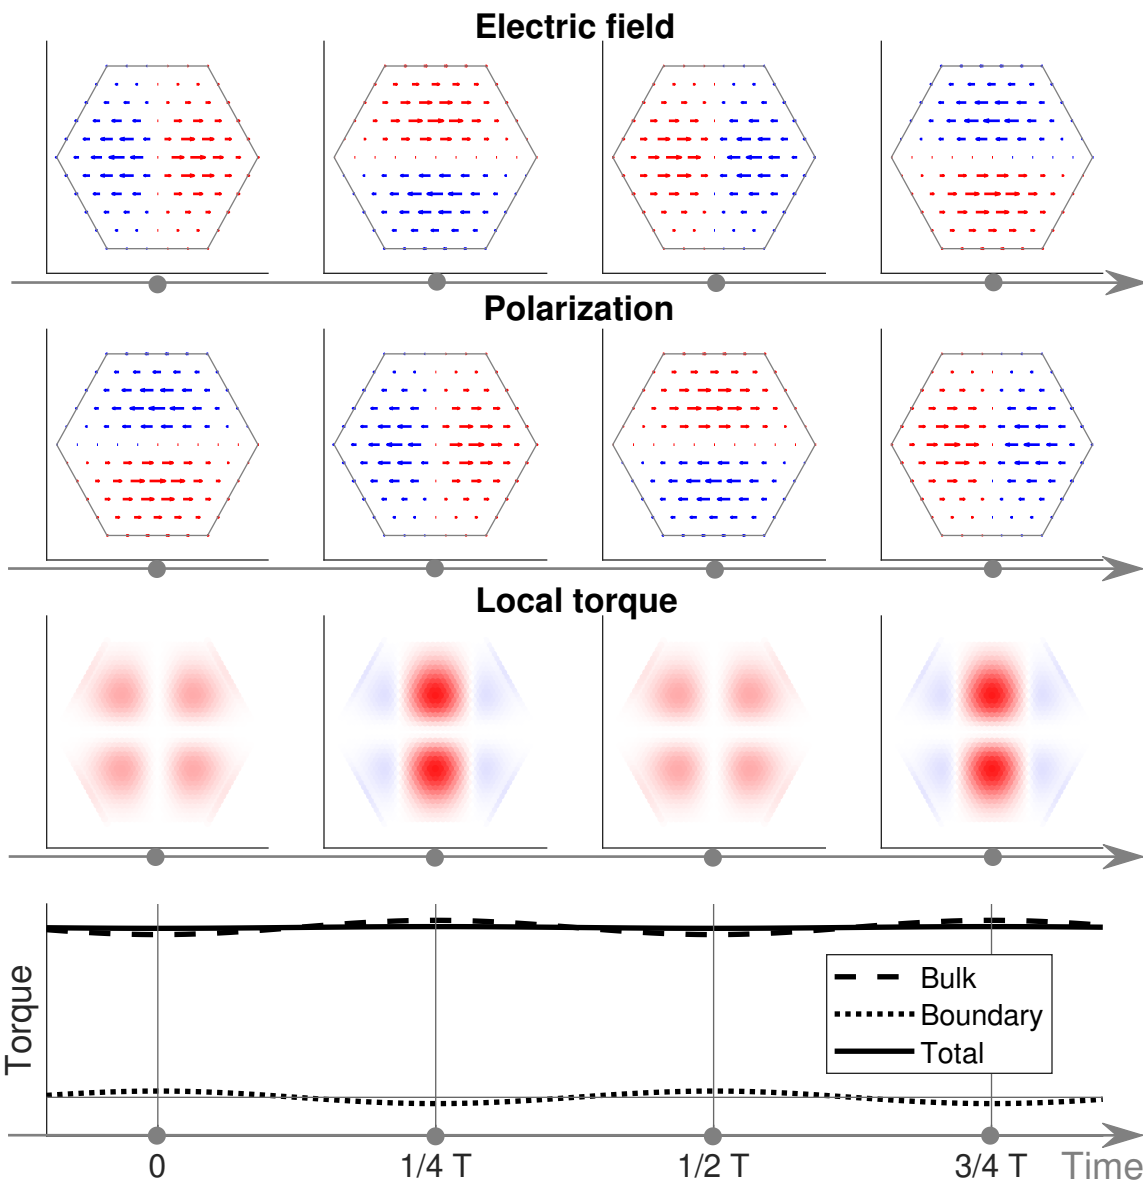 Electric field
Polarization
Local torque
Torque
Bulk
Boundary
Total
0
1/4 T
1/2 T
3/4 T
Time